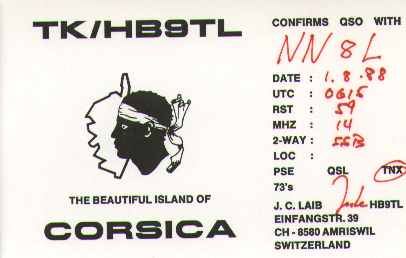 TK/HB9TL
THE BEAUTIFUL ISLAND OF
CORSICA
CONFIRMS QSO WITH
NN8L
DATE : 1.8.88
UTC : 0615
RST : 59
MHZ : 14
2-WAY: SSB
LOC :
PSE QSL TNX
73's
J. C. LAIB HB9TL
EINFANGSTR. 39
CH - 8580 AMRISWIL
SWITZERLAND